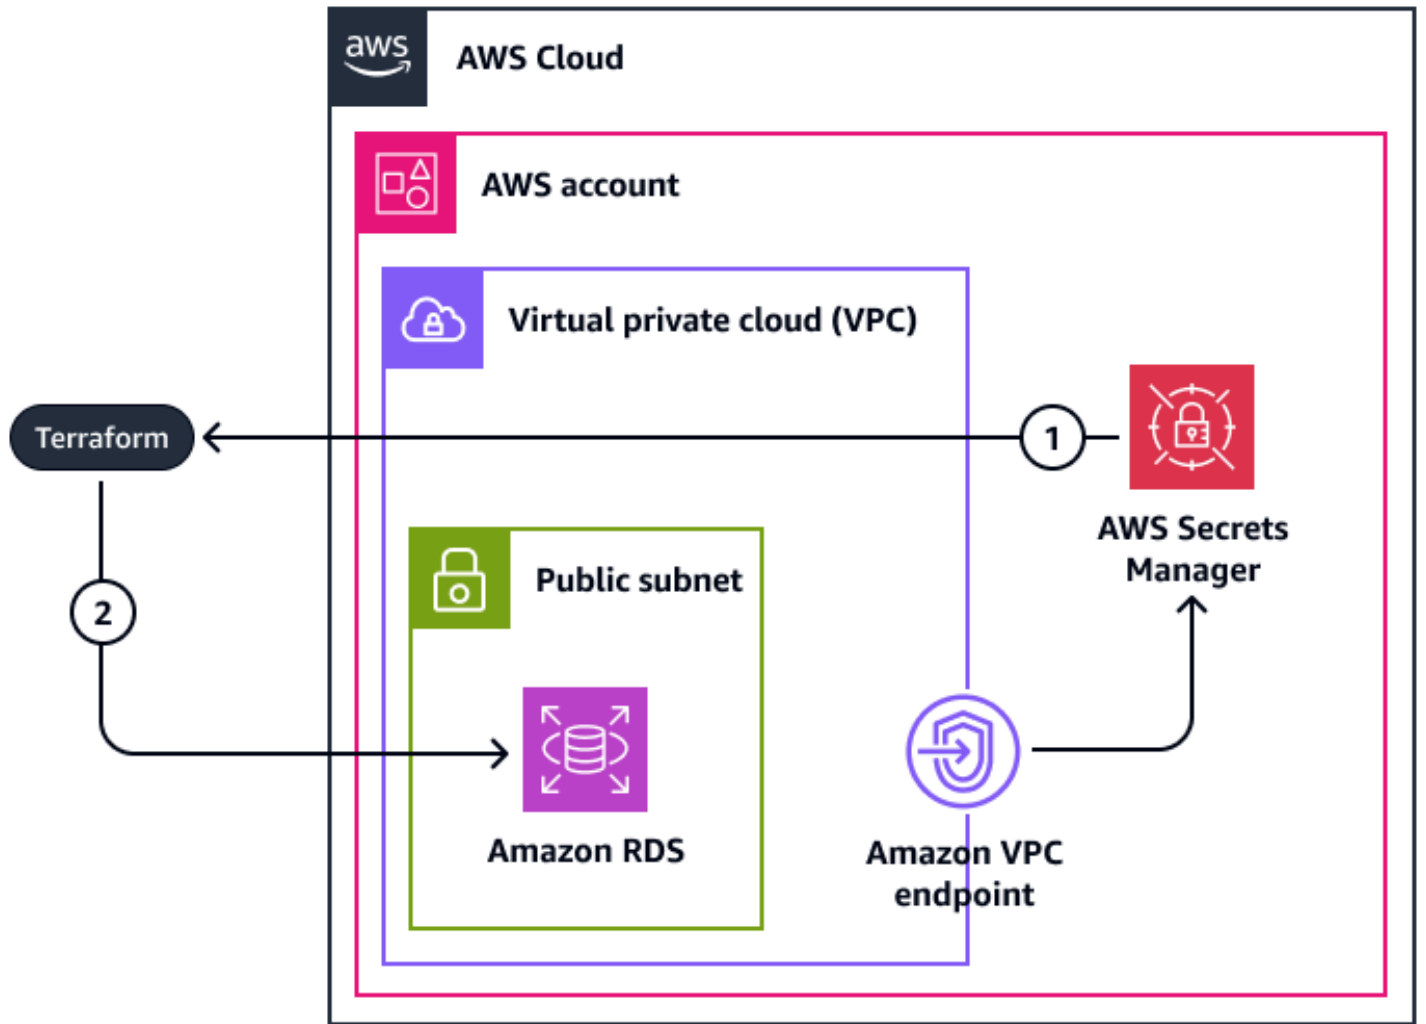 aws
AWS Cloud
AWS account
Virtual private cloud (VPC)
Terraform
1
AWS Secrets
Manager
Public subnet
2
Amazon RDS
Amazon VPC
endpoint